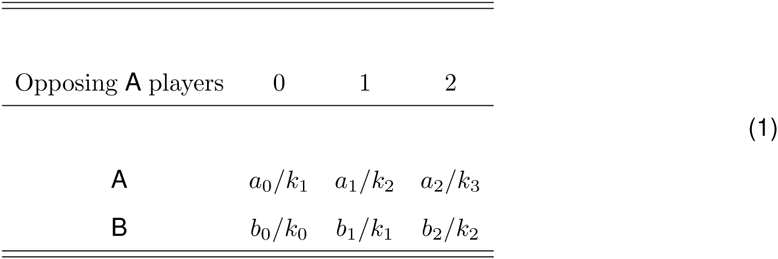 Opposing A players 0 1 2
(1)
A a₀/k₁ a₁/k₂ a₂/k₃
B b₀/k₀ b₁/k₁ b₂/k₂